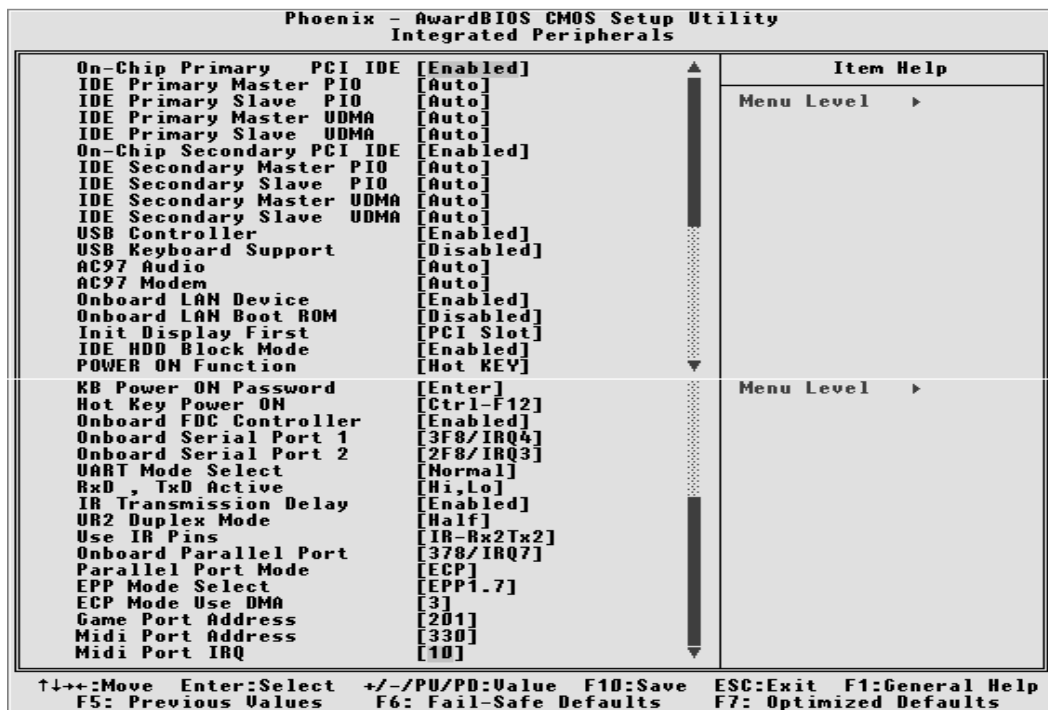 Phoenix - AwardBIOS CMOS Setup Utility
Integrated Peripherals
On-Chip Primary PCI IDE [Enabled]
IDE Primary Master PIO [Auto]
IDE Primary Slave PIO [Auto]
IDE Primary Master UDMA [Auto]
IDE Primary Slave UDMA [Auto]
On-Chip Secondary PCI IDE [Enabled]
IDE Secondary Master PIO [Auto]
IDE Secondary Slave PIO [Auto]
IDE Secondary Master UDMA [Auto]
IDE Secondary Slave UDMA [Auto]
USB Controller [Enabled]
USB Keyboard Support [Disabled]
AC97 Audio [Auto]
AC97 Modem [Auto]
Onboard LAN Device [Enabled]
Onboard LAN Boot ROM [Disabled]
Init Display First [PCI Slot]
IDE HDD Block Mode [Enabled]
POWER ON Function [Hot KEY]
KB Power ON Password [Enter]
Hot Key Power ON [Ctrl-F12]
Onboard FDC Controller [Enabled]
Onboard Serial Port 1 [3F8/IRQ4]
Onboard Serial Port 2 [2F8/IRQ3]
UART Mode Select [Normal]
RxD , TxD Active [Hi,Lo]
IR Transmission Delay [Enabled]
UR2 Duplex Mode [Half]
Use IR Pins [IR-Rx2Tx2]
Onboard Parallel Port [378/IRQ7]
Parallel Port Mode [ECP]
EPP Mode Select [EPP1.7]
ECP Mode Use DMA [3]
Game Port Address [201]
Midi Port Address [330]
Midi Port IRQ [10]
Item Help
Menu Level ▸
Menu Level ▸
↑↓→←:Move Enter:Select +/-/PU/PD:Value F10:Save ESC:Exit F1:General Help
F5: Previous Values F6: Fail-Safe Defaults F7: Optimized Defaults